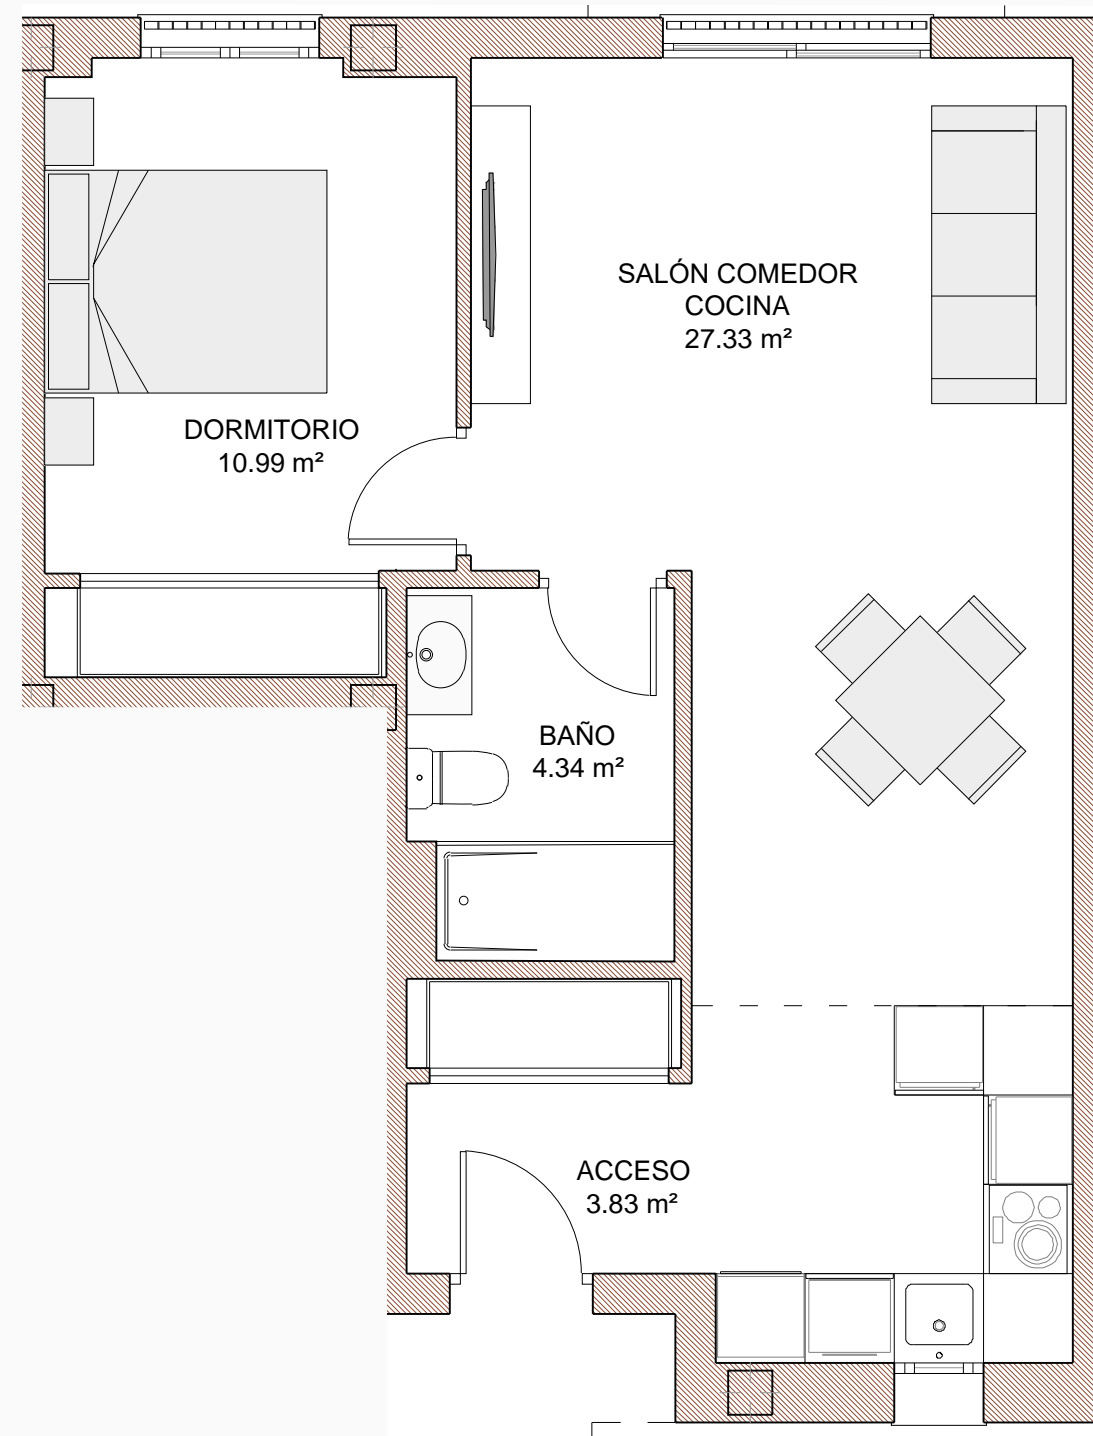 SALÓN COMEDOR
COCINA
27.33 m²
DORMITORIO
10.99 m²
BAÑO
4.34 m²
ACCESO
3.83 m²